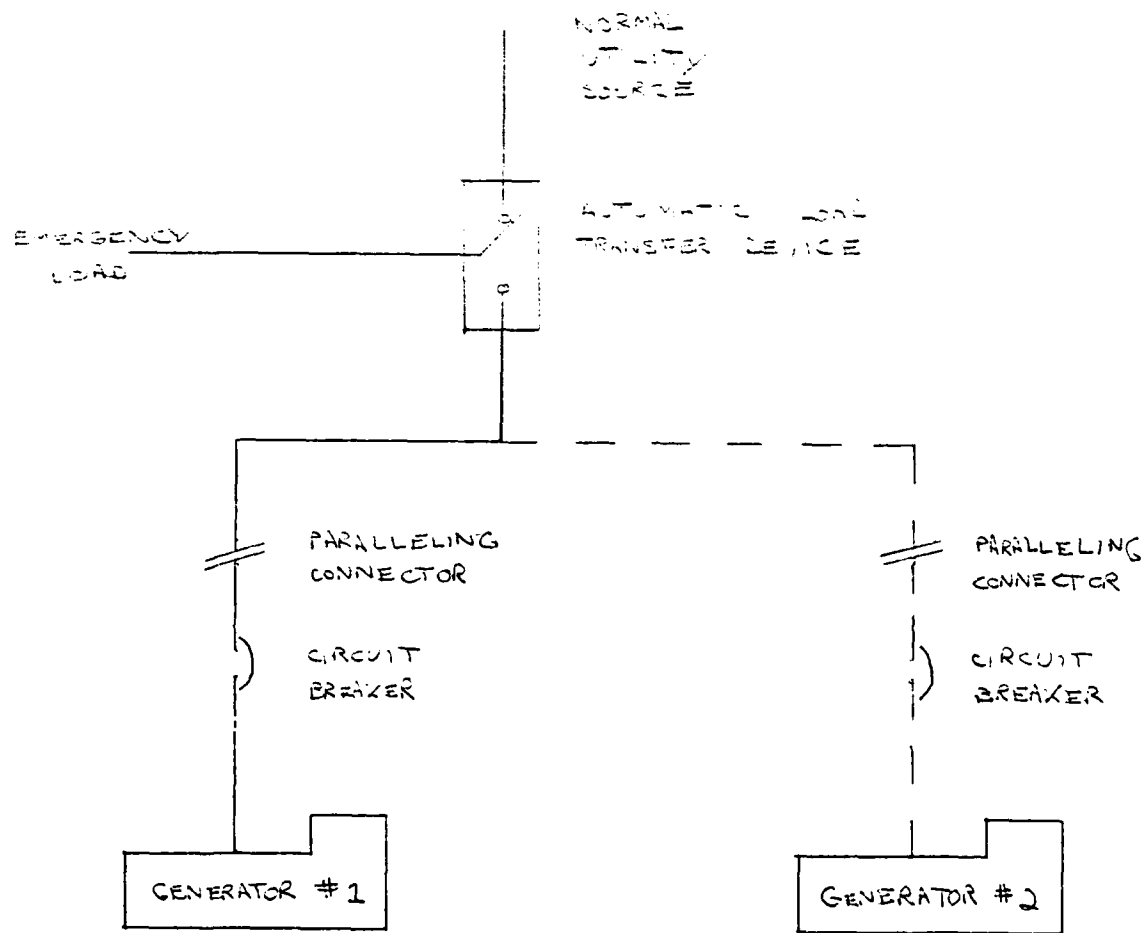 NORMAL
UTILITY
SOURCE
AUTOMATIC LOAD
TRANSFER DEVICE
EMERGENCY
LOAD
PARALLELING
CONNECTOR
PARALLELING
CONNECTOR
CIRCUIT
BREAKER
CIRCUIT
BREAKER
GENERATOR #1
GENERATOR #2